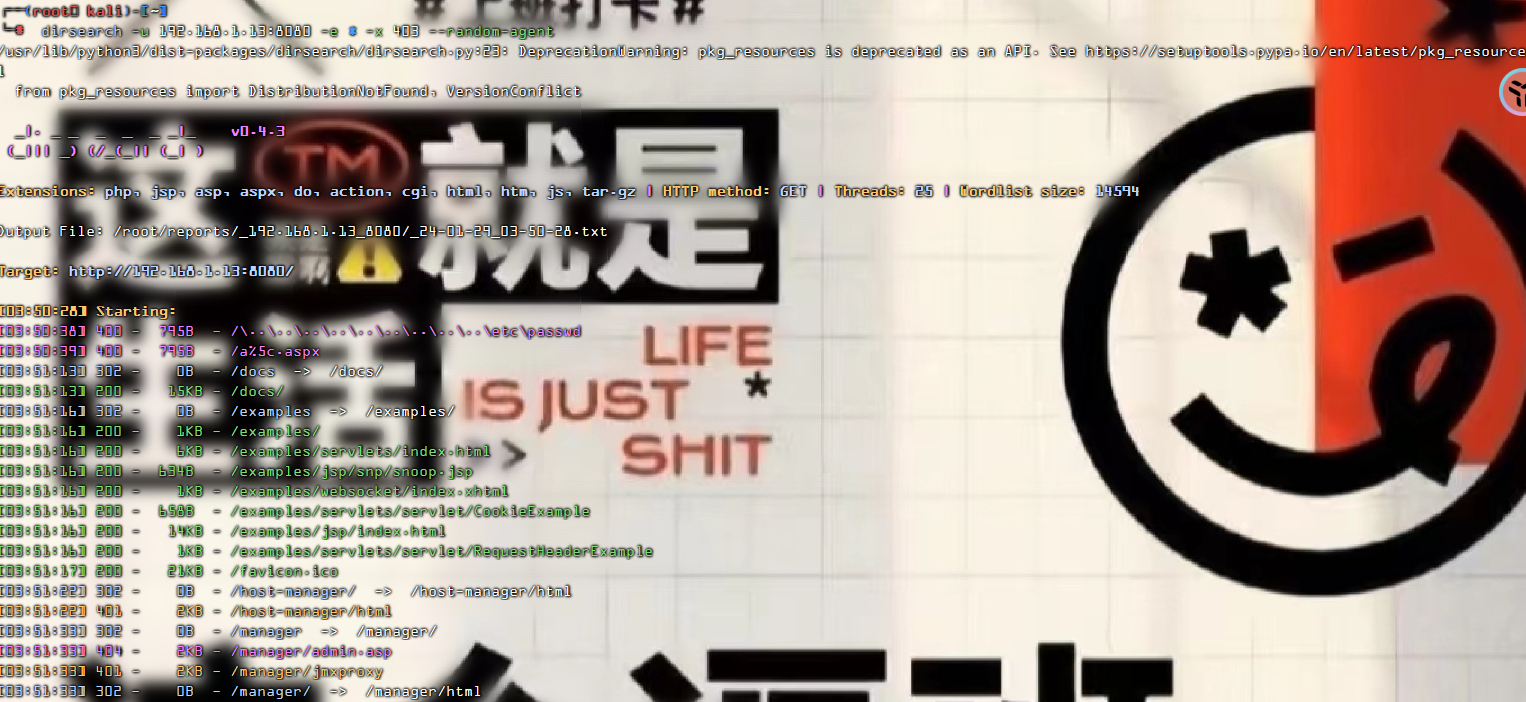 # 上班打卡 #
┌──(root㉿kali)-[~]
└─# dirsearch -u 192.168.1.13:8080 -e * -x 403 --random-agent
/usr/lib/python3/dist-packages/dirsearch/dirsearch.py:23: DeprecationWarning: pkg_resources is deprecated as an API. See https://setuptools.pypa.io/en/latest/pkg_resource
l
from pkg_resources import DistributionNotFound, VersionConflict
_|. _ _ _ _ _ _|_ v0.4.3
(_||| _) (/_(_|| (_| )
Extensions: php, jsp, asp, aspx, do, action, cgi, html, htm, js, tar.gz | HTTP method: GET | Threads: 25 | Wordlist size: 14594
Output File: /root/reports/_192.168.1.13_8080/_24-01-29_03-50-28.txt
Target: http://192.168.1.13:8080/
[03:50:28] Starting:
[03:50:38] 400 - 795B - /\..\..\..\..\..\..\..\..\..\etc\passwd
[03:50:39] 400 - 795B - /a%5c.aspx
[03:51:13] 302 - 0B - /docs -> /docs/
[03:51:13] 200 - 15KB - /docs/
[03:51:16] 302 - 0B - /examples -> /examples/
[03:51:16] 200 - 1KB - /examples/
[03:51:16] 200 - 6KB - /examples/servlets/index.html
[03:51:16] 200 - 634B - /examples/jsp/snp/snoop.jsp
[03:51:16] 200 - 1KB - /examples/websocket/index.xhtml
[03:51:16] 200 - 658B - /examples/servlets/servlet/CookieExample
[03:51:16] 200 - 14KB - /examples/jsp/index.html
[03:51:16] 200 - 1KB - /examples/servlets/servlet/RequestHeaderExample
[03:51:17] 200 - 21KB - /favicon.ico
[03:51:22] 302 - 0B - /host-manager/ -> /host-manager/html
[03:51:22] 401 - 2KB - /host-manager/html
[03:51:33] 302 - 0B - /manager -> /manager/
[03:51:33] 404 - 2KB - /manager/admin.asp
[03:51:33] 401 - 2KB - /manager/jmxproxy
[03:51:33] 302 - 0B - /manager/ -> /manager/html
这TM就是
LIFE
IS JUST *
> SHIT